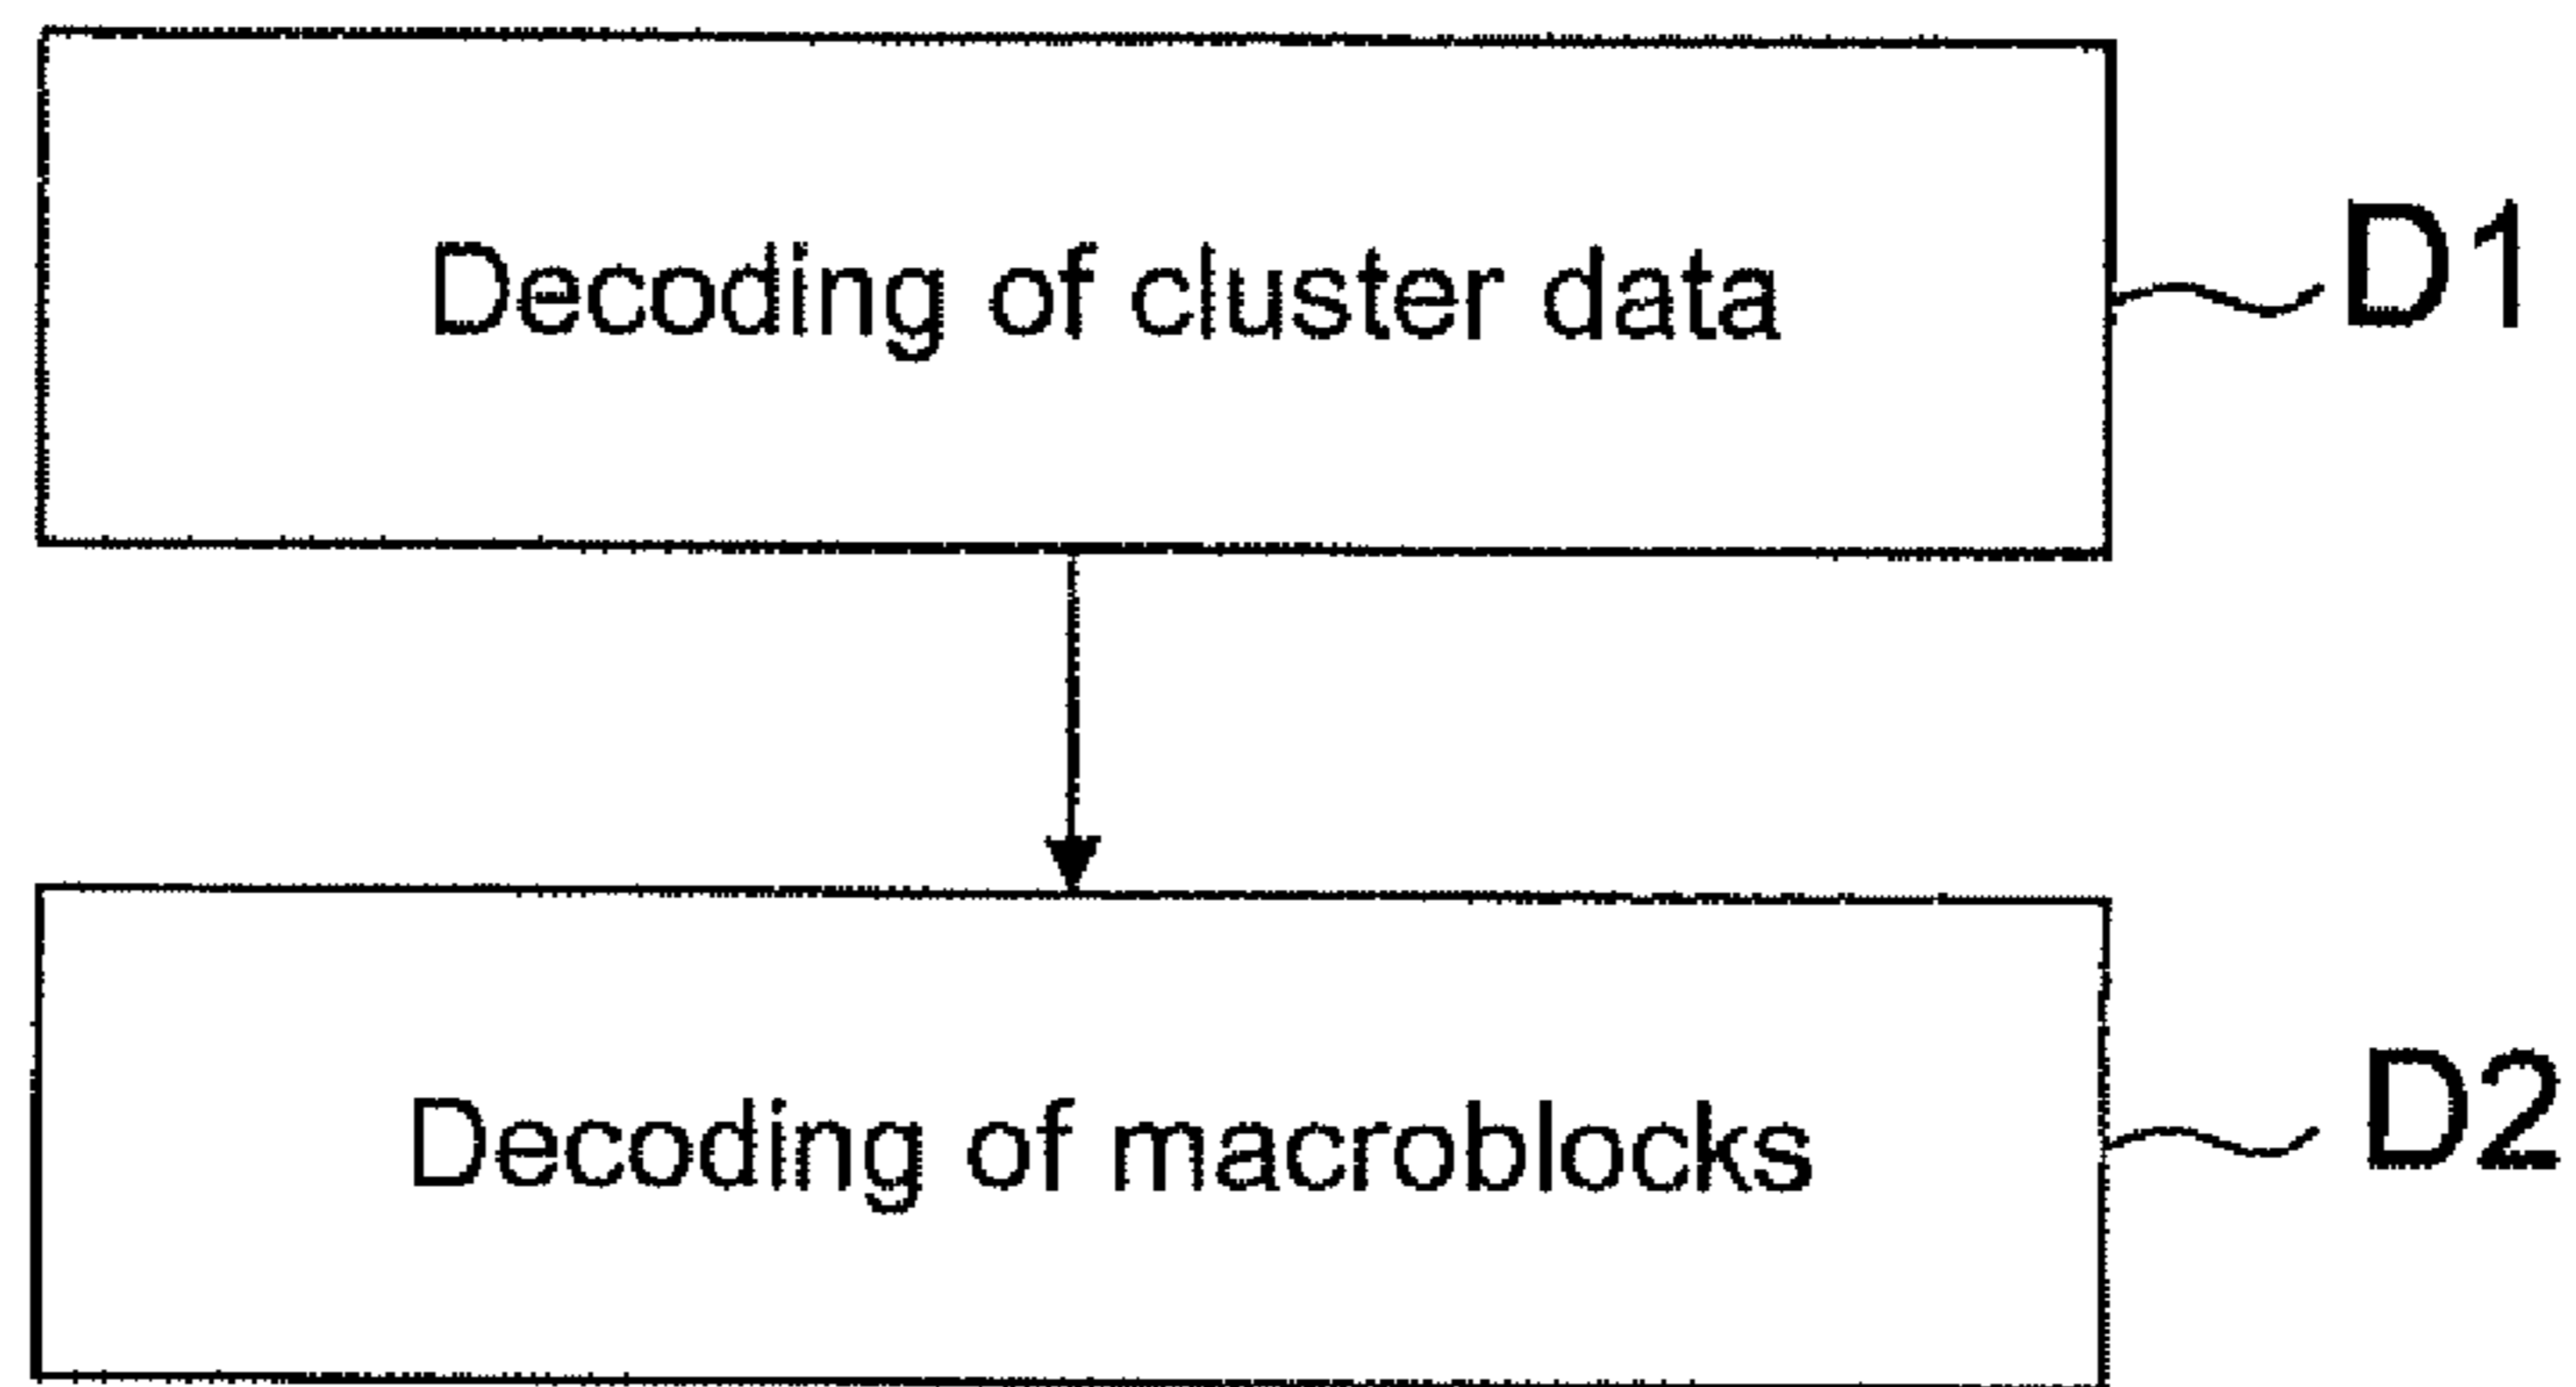 Decoding of cluster data
D1
Decoding of macroblocks
D2